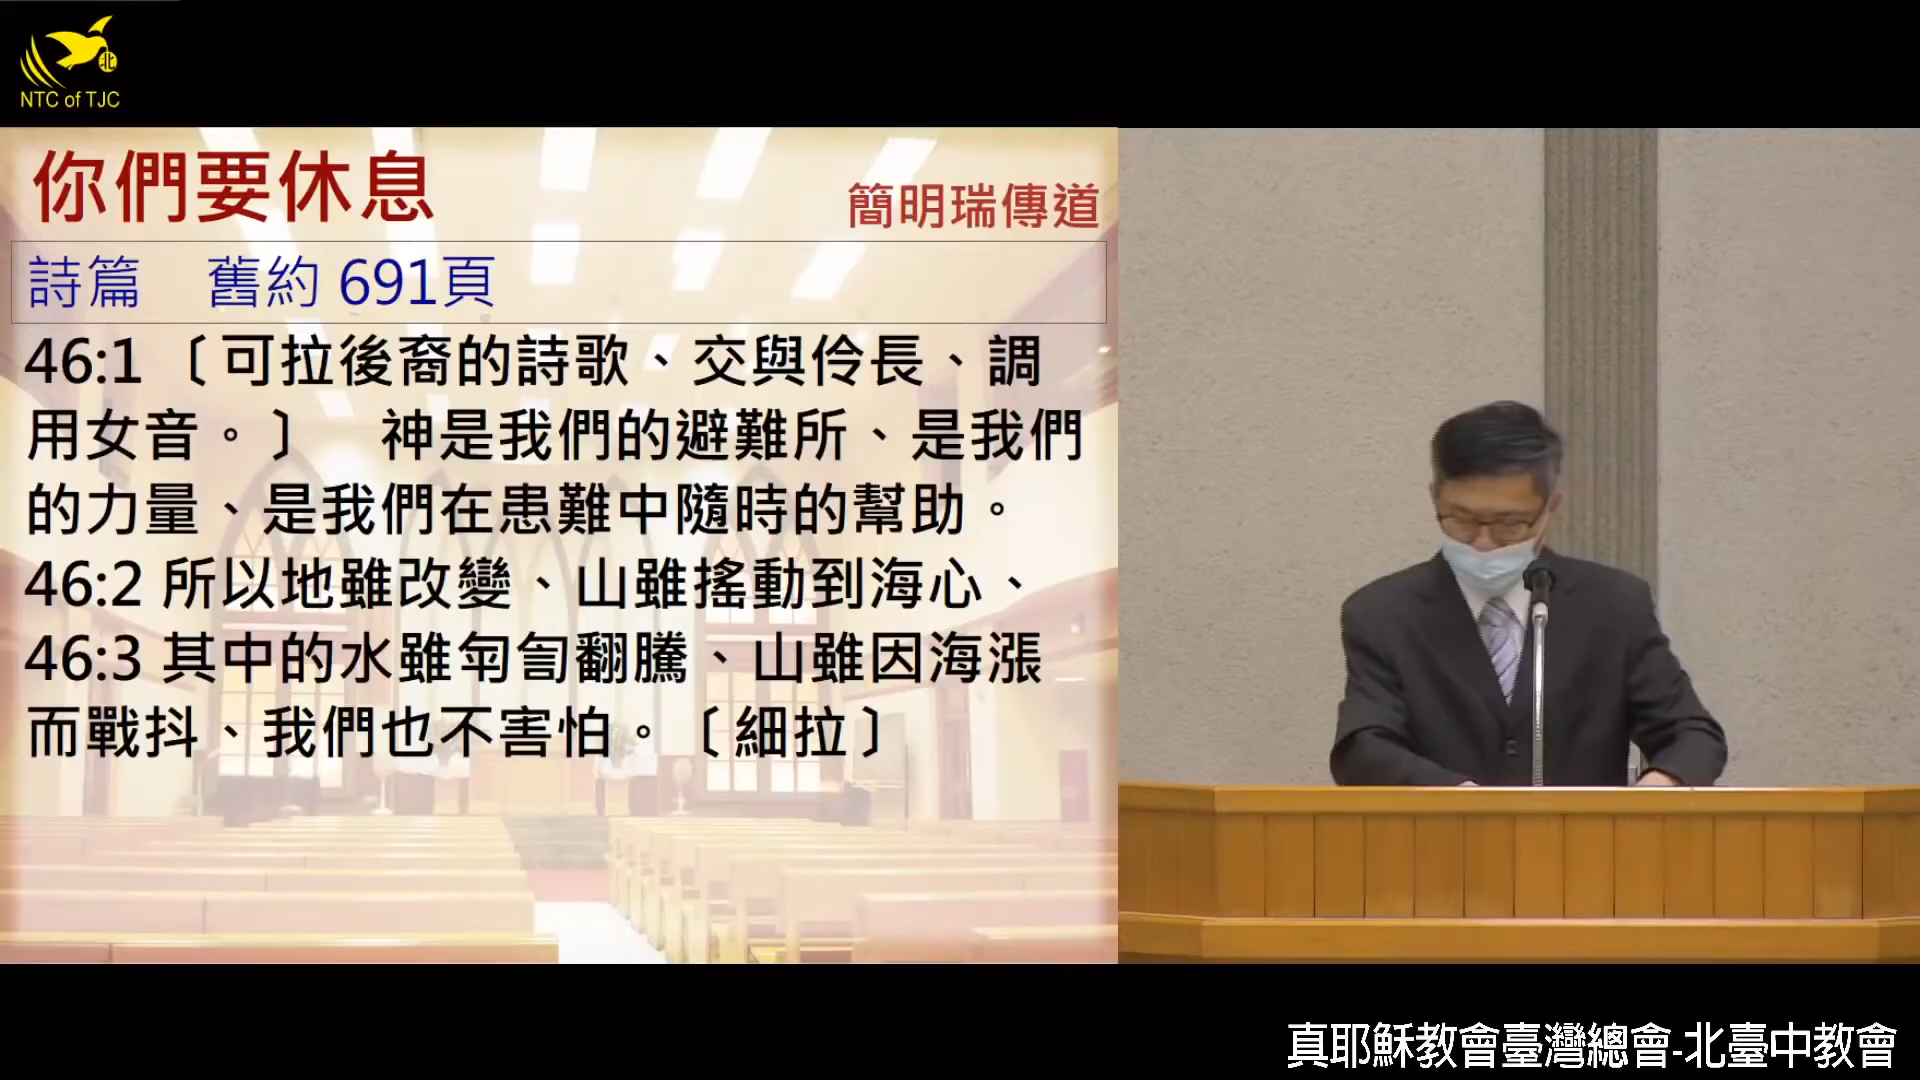 北
NTC of TJC
你們要休息
簡明瑞傳道
詩篇 舊約 691頁
46:1 〔可拉後裔的詩歌、交與伶長、調
用女音。〕 神是我們的避難所、是我們
的力量、是我們在患難中隨時的幫助。
46:2 所以地雖改變、山雖搖動到海心、
46:3 其中的水雖匉訇翻騰、山雖因海漲
而戰抖、我們也不害怕。〔細拉〕
真耶穌教會臺灣總會-北臺中教會